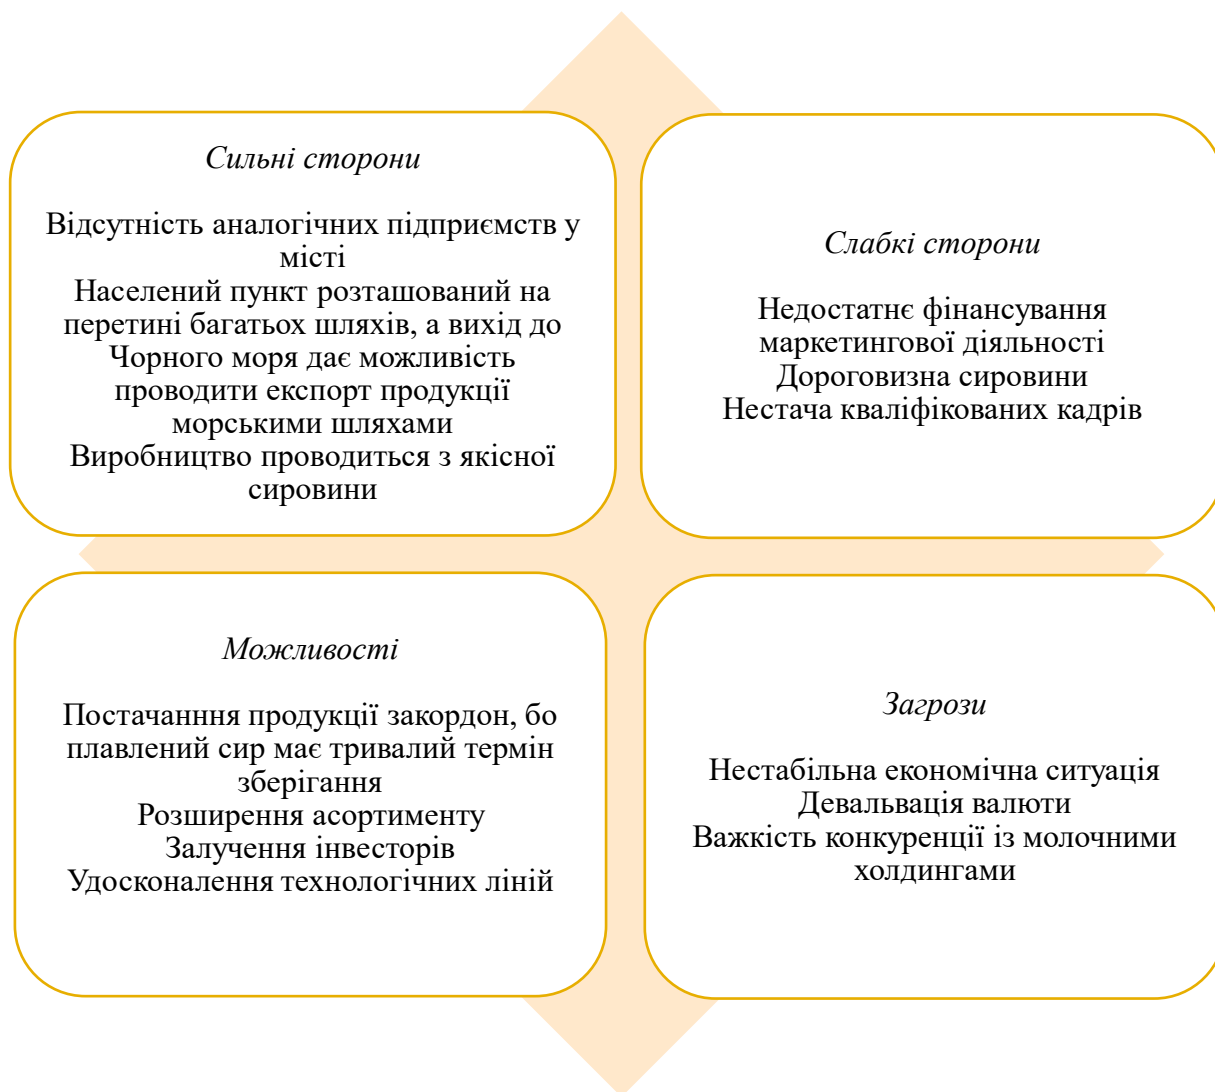 Сильні сторони
Відсутність аналогічних підприємств у
місті
Населений пункт розташований на
перетині багатьох шляхів, а вихід до
Чорного моря дає можливість
проводити експорт продукції
морськими шляхами
Виробництво проводиться з якісної
сировини
Слабкі сторони
Недостатнє фінансування
маркетингової діяльності
Дороговизна сировини
Нестача кваліфікованих кадрів
Можливості
Постачанння продукції закордон, бо
плавлений сир має тривалий термін
зберігання
Розширення асортименту
Залучення інвесторів
Удосконалення технологічних ліній
Загрози
Нестабільна економічна ситуація
Девальвація валюти
Важкість конкуренції із молочними
холдингами